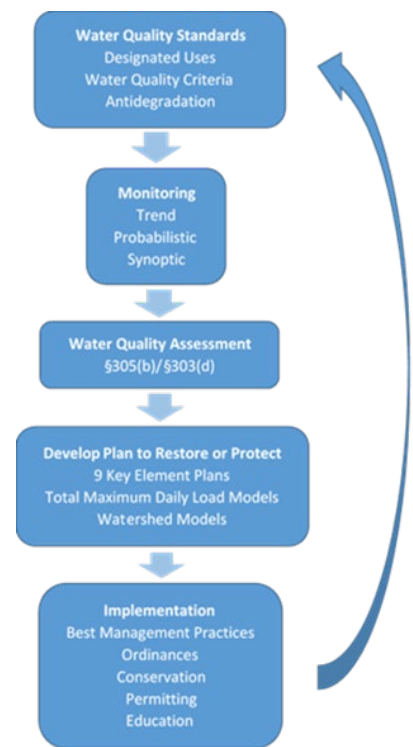 Water Quality Standards
Designated Uses
Water Quality Criteria
Antidegradation
Monitoring
Trend
Probabilistic
Synoptic
Water Quality Assessment
§305(b)/§303(d)
Develop Plan to Restore or Protect
9 Key Element Plans
Total Maximum Daily Load Models
Watershed Models
Implementation
Best Management Practices
Ordinances
Conservation
Permitting
Education